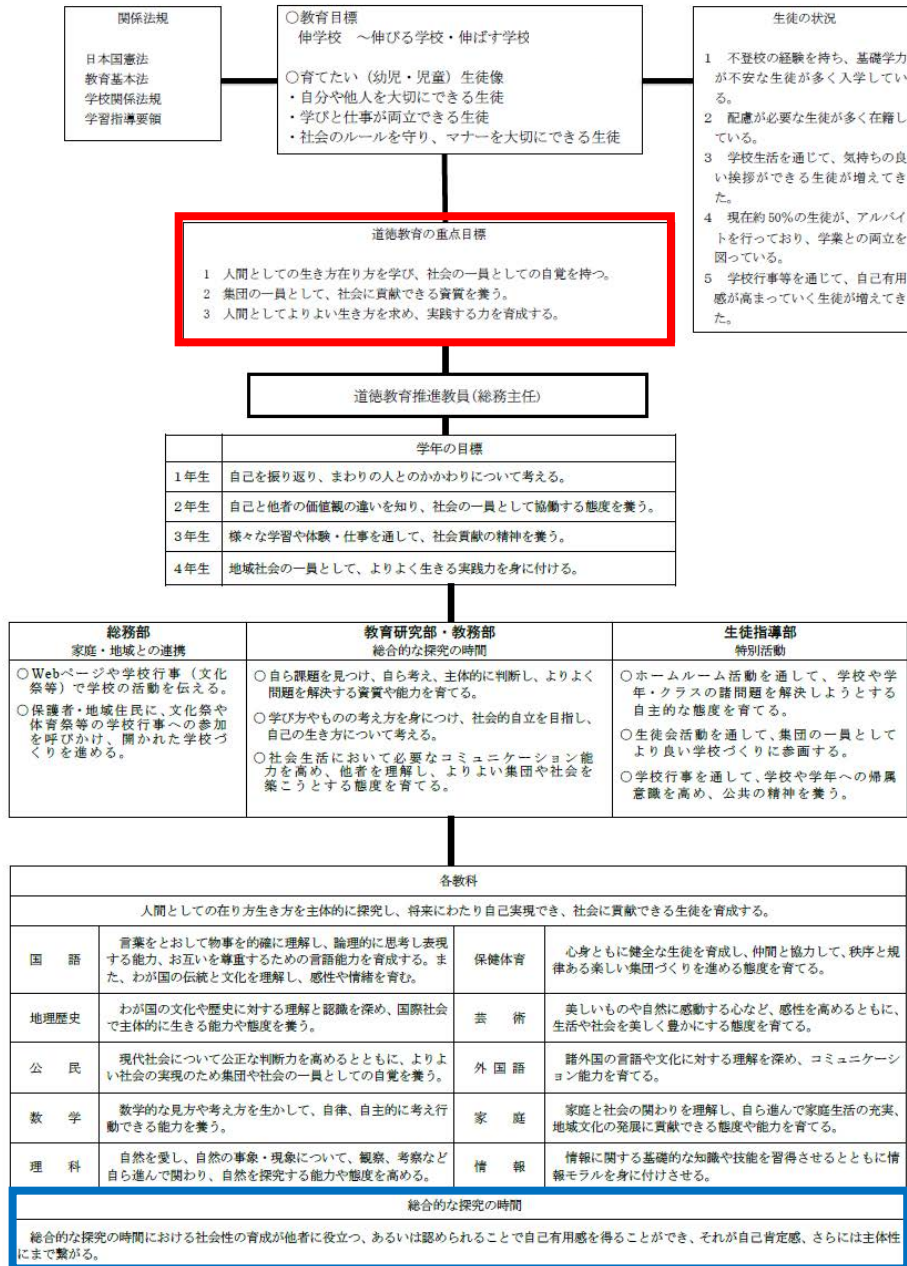 関係法規
日本国憲法
教育基本法
学校関係法規
学習指導要領
○教育目標
伸学校　～伸びる学校・伸ばす学校
○育てたい（幼児・児童）生徒像
・自分や他人を大切にできる生徒
・学びと仕事が両立できる生徒
・社会のルールを守り、マナーを大切にできる生徒
生徒の状況
1　不登校の経験を持ち、基礎学力
が不安な生徒が多く入学してい
る。
2　配慮が必要な生徒が多く在籍し
ている。
3　学校生活を通じて、気持ちの良
い挨拶ができる生徒が増えてき
た。
4　現在約50%の生徒が、アルバイ
トを行っており、学業との両立を
図っている。
5　学校行事等を通じて、自己有用
感が高まっていく生徒が増えてき
た。
道徳教育の重点目標
1　人間としての生き方在り方を学び、社会の一員としての自覚を持つ。
2　集団の一員として、社会に貢献できる資質を養う。
3　人間としてよりよい生き方を求め、実践する力を育成する。
道徳教育推進教員(総務主任)
学年の目標
1年生　自己を振り返り、まわりの人とのかかわりについて考える。
2年生　自己と他者の価値観の違いを知り、社会の一員として協働する態度を養う。
3年生　様々な学習や体験・仕事を通して、社会貢献の精神を養う。
4年生　地域社会の一員として、よりよく生きる実践力を身に付ける。
総務部
家庭・地域との連携
○Webページや学校行事（文化
祭等）で学校の活動を伝える。
○保護者・地域住民に、文化祭や
体育祭等の学校行事への参加
を呼びかけ、開かれた学校づ
くりを進める。
教育研究部・教務部
総合的な探究の時間
○自ら課題を見つけ、自ら考え、主体的に判断し、よりよく
問題を解決する資質や能力を育てる。
○学び方やものの考え方を身につけ、社会的自立を目指し、
自己の生き方について考える。
○社会生活において必要なコミュニケーション能
力を高め、他者を理解し、よりよい集団や社会を
築こうとする態度を育てる。
生徒指導部
特別活動
○ホームルーム活動を通して、学校や学
年・クラスの諸問題を解決しようとする
自主的な態度を育てる。
○生徒会活動を通して、集団の一員として
より良い学校づくりに参画する。
○学校行事を通して、学校や学年への帰属
意識を高め、公共の精神を養う。
各教科
人間としての在り方生き方を主体的に探究し、将来にわたり自己実現でき、社会に貢献できる生徒を育成する。
国　語
言葉をとおして物事を的確に理解し、論理的に思考し表現
する能力、お互いを尊重するための言語能力を育成する。ま
た、わが国の伝統と文化を理解し、感性や情緒を育む。
保健体育
心身ともに健全な生徒を育成し、仲間と協力して、秩序と規
律ある楽しい集団づくりを進める態度を育てる。
地理歴史
わが国の文化や歴史に対する理解と認識を深め、国際社会
で主体的に生きる能力や態度を養う。
芸　術
美しいものや自然に感動する心など、感性を高めるともに、
生活や社会を美しく豊かにする態度を育てる。
公　民
現代社会について公正な判断力を高めるとともに、よりよ
い社会の実現のため集団や社会の一員としての自覚を養う。
外国語
諸外国の言語や文化に対する理解を深め、コミュニケーシ
ョン能力を育てる。
数　学
数学的な見方や考え方を生かして、自律、自主的に考え行
動できる能力を養う。
家　庭
家庭と社会の関わりを理解し、自ら進んで家庭生活の充実、
地域文化の発展に貢献できる態度や能力を育てる。
理　科
自然を愛し、自然の事象・現象について、観察、考察など
自ら進んで関わり、自然を探究する能力や態度を高める。
情　報
情報に関する基礎的な知識や技能を習得させるとともに情
報モラルを身に付けさせる。
総合的な探究の時間
総合的な探究の時間における社会性の育成が他者に役立つ、あるいは認められることで自己有用感を得ることができ、それが自己肯定感、さらには主体性
にまで繋がる。